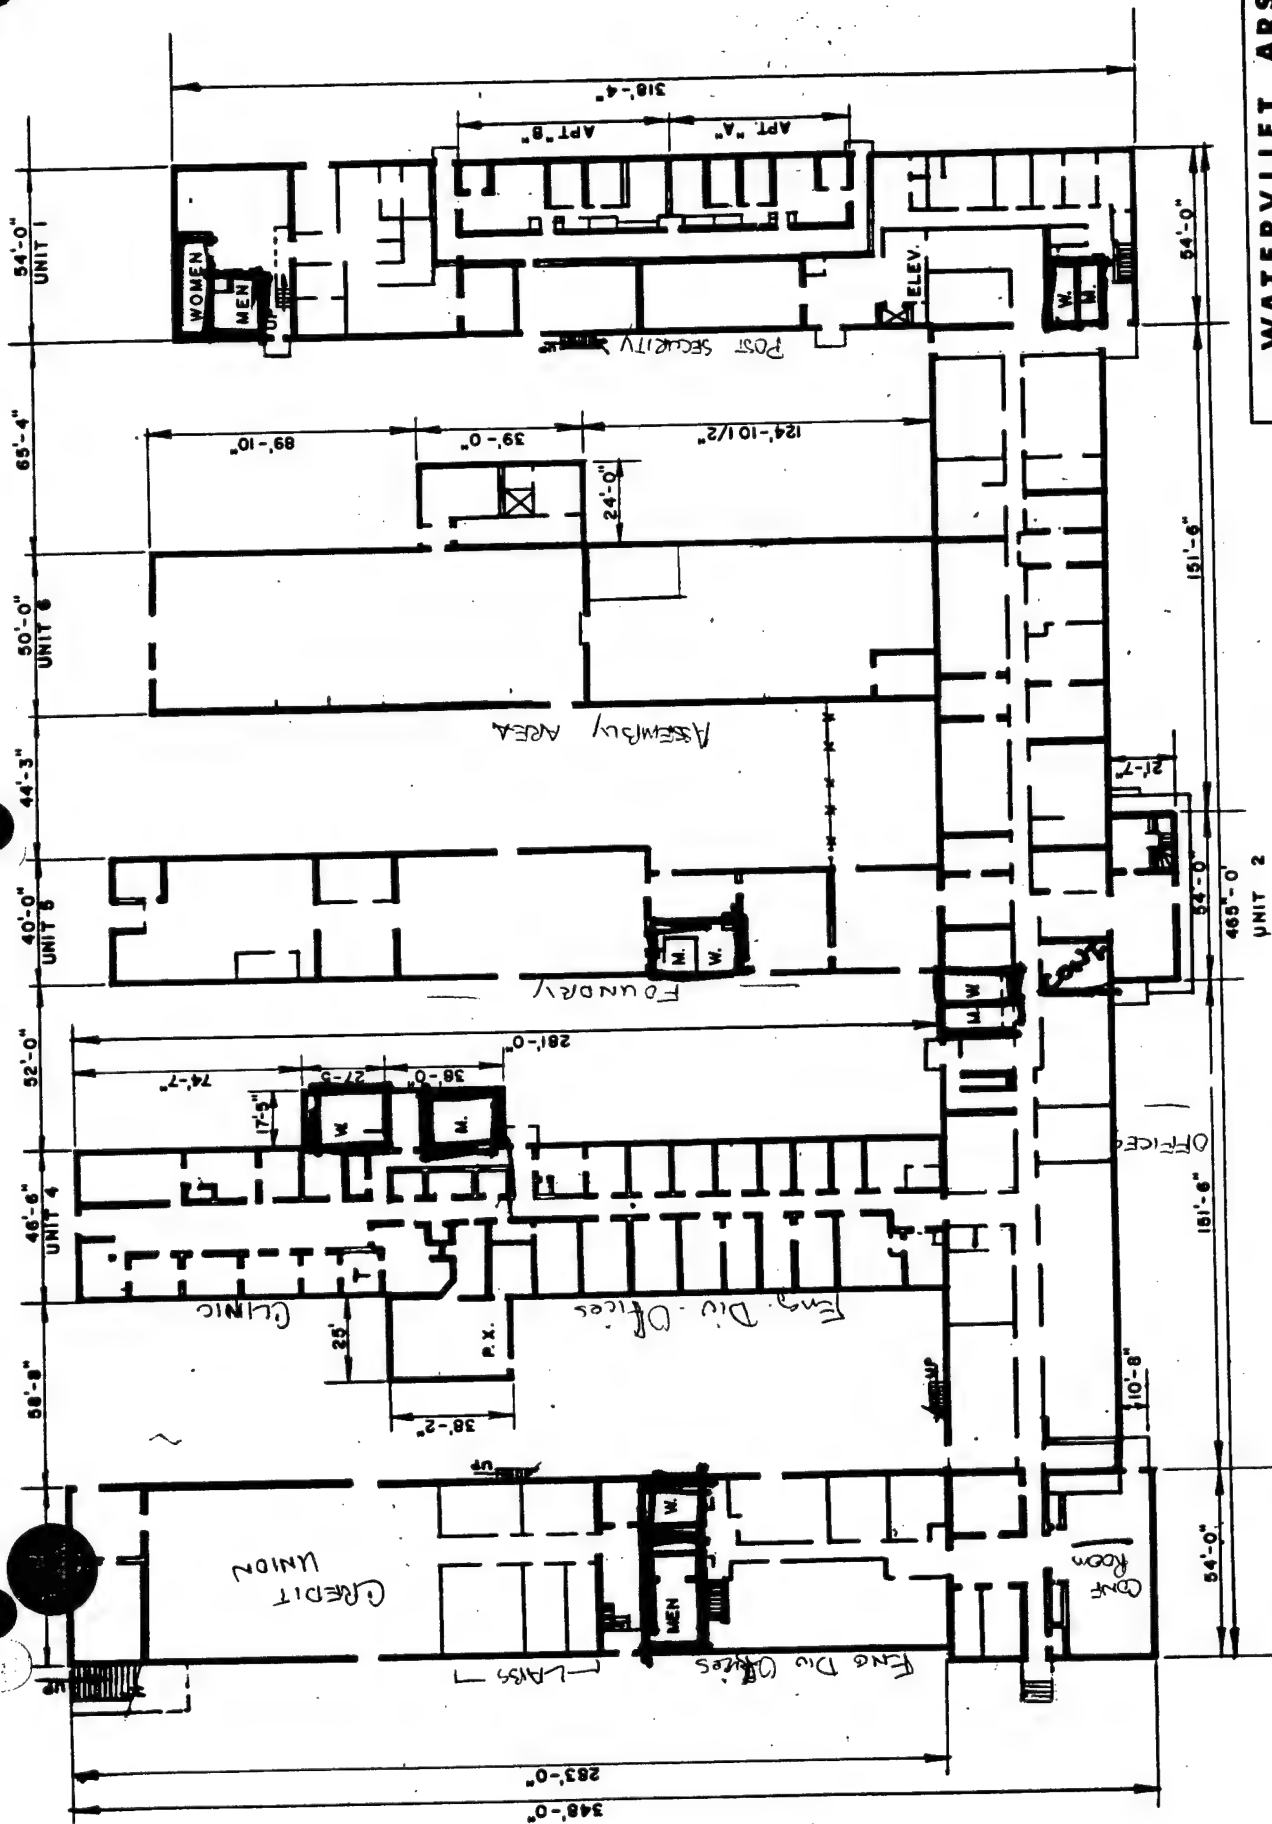 54'-0"
UNIT 1
65'-4"
50'-0"
UNIT 6
44'-3"
40'-0"
UNIT 5
52'-0"
46'-6"
UNIT 4
58'-8"
318'-4"
APT "B"
APT. "A"
WOMEN
MEN
UP
ELEV.
W.
M.
54'-0"
UP
POST SECURITY
89'-10"
39'-0"
124'-10 1/2"
24'-0"
151'-6"
ASSEMBLY AREA
21'-7"
54'-0"
465'-0"
UNIT 2
M.
W.
FOUNDRY
M.
W.
281'-0"
74'-7"
27-5
38'-0"
17'-5"
W.
M.
OFFICES
151'-6"
T
CLINIC
25'
P.X.
38'-2"
Eng. Div. Offices
UP
10'-8"
UP
CREDIT
UNION
W.
MEN
CONF
ROOM
54'-0"
UP
LABS
ENG DIV Offices
283'-0"
348'-0"
WATERVLIET ARS